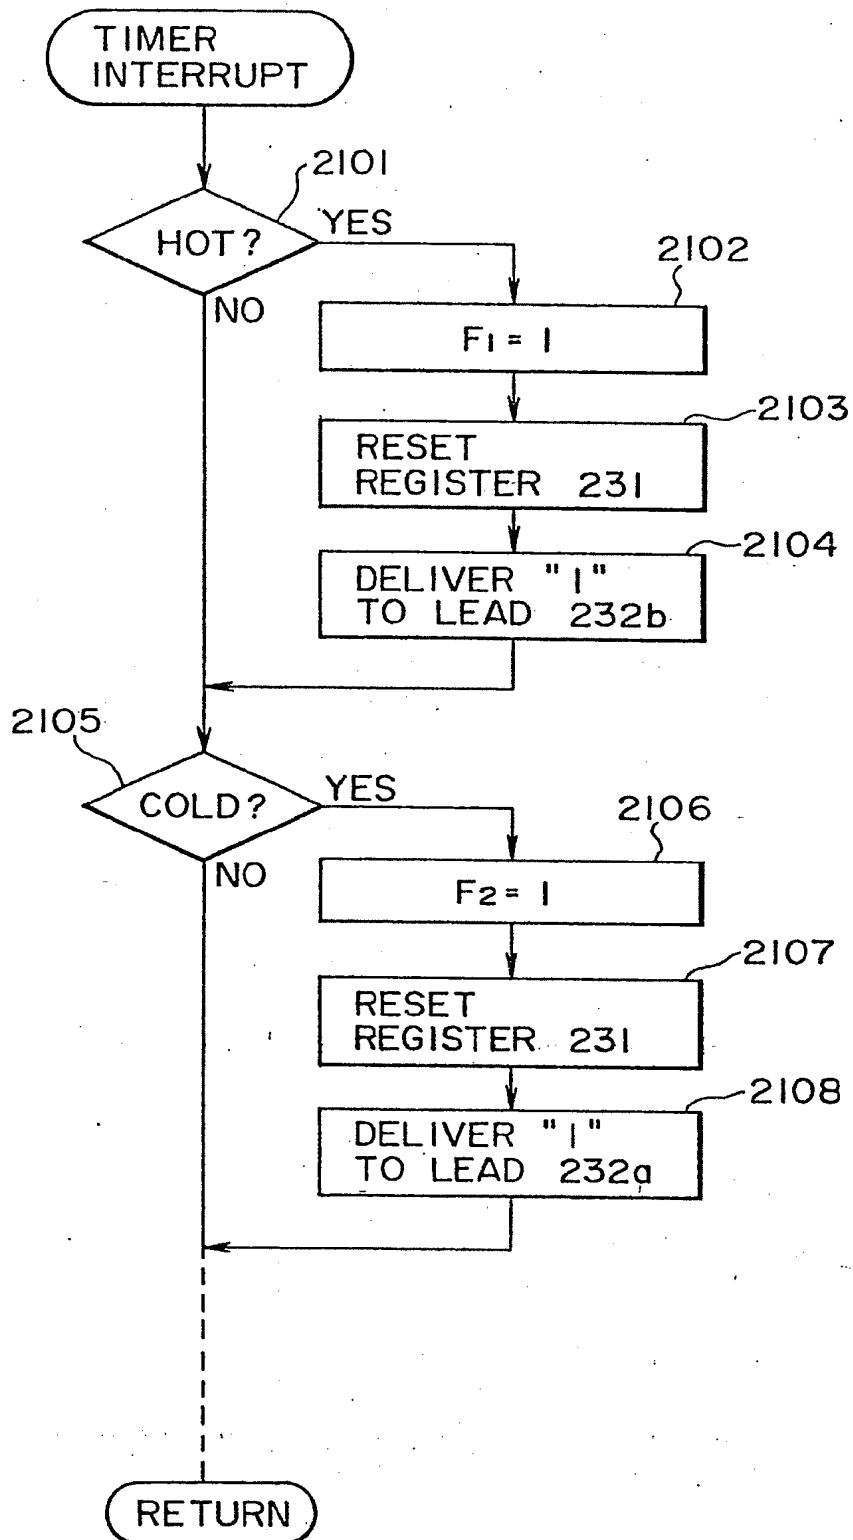 TIMER
INTERRUPT
2101
HOT?
YES
NO
2102
F1 = 1
2103
RESET
REGISTER 231
2104
DELIVER "1"
TO LEAD 232b
2105
COLD?
YES
NO
2106
F2 = 1
2107
RESET
REGISTER 231
2108
DELIVER "1"
TO LEAD 232a
RETURN